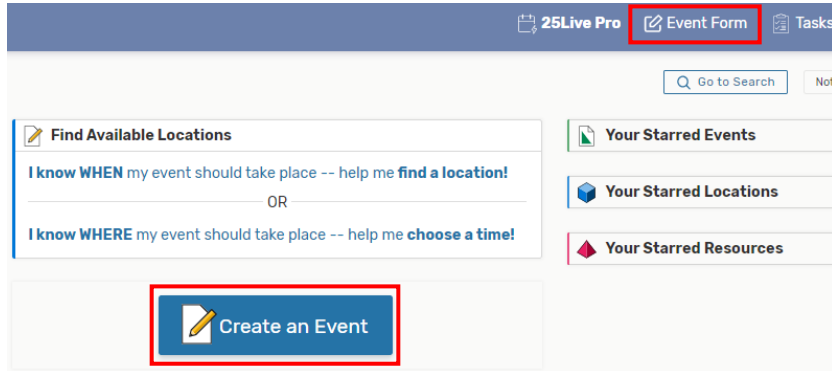 25Live Pro Event Form Tasks
Go to Search Not
Find Available Locations
I know WHEN my event should take place -- help me find a location!
OR
I know WHERE my event should take place -- help me choose a time!
Create an Event
Your Starred Events
Your Starred Locations
Your Starred Resources